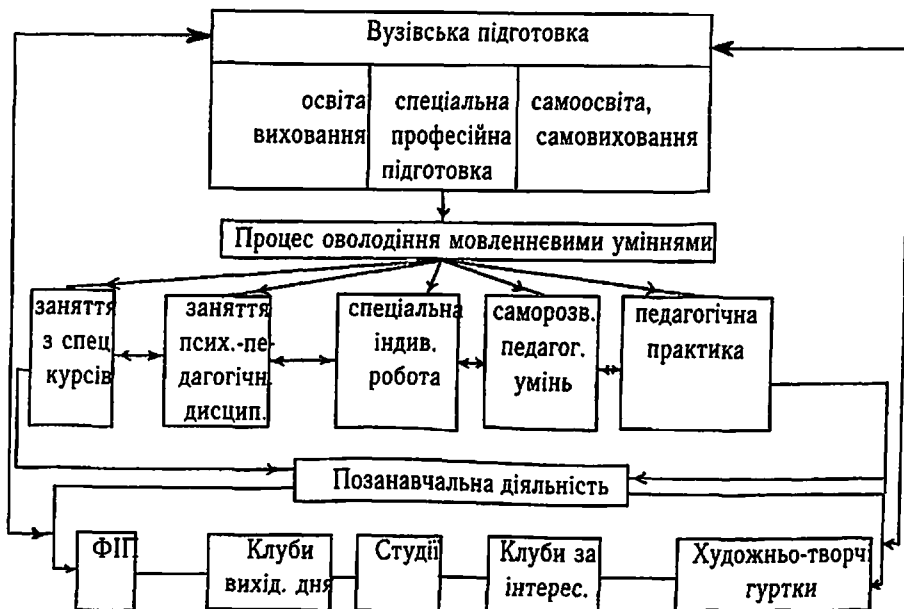 Вузівська підготовка
освіта
виховання
спеціальна
професійна
підготовка
самоосвіта,
самовиховання
Процес оволодіння мовленнєвими уміннями
заняття
з спец.
курсів
заняття
псих.-пе-
дагогічн.
дисцип.
спеціальна
індив.
робота
саморозв.
педагог.
умінь
педагогічна
практика
Позанавчальна діяльність
ФІП
Клуби
вихід. дня
Студії
Клуби за
інтерес.
Художньо-творчі
гуртки